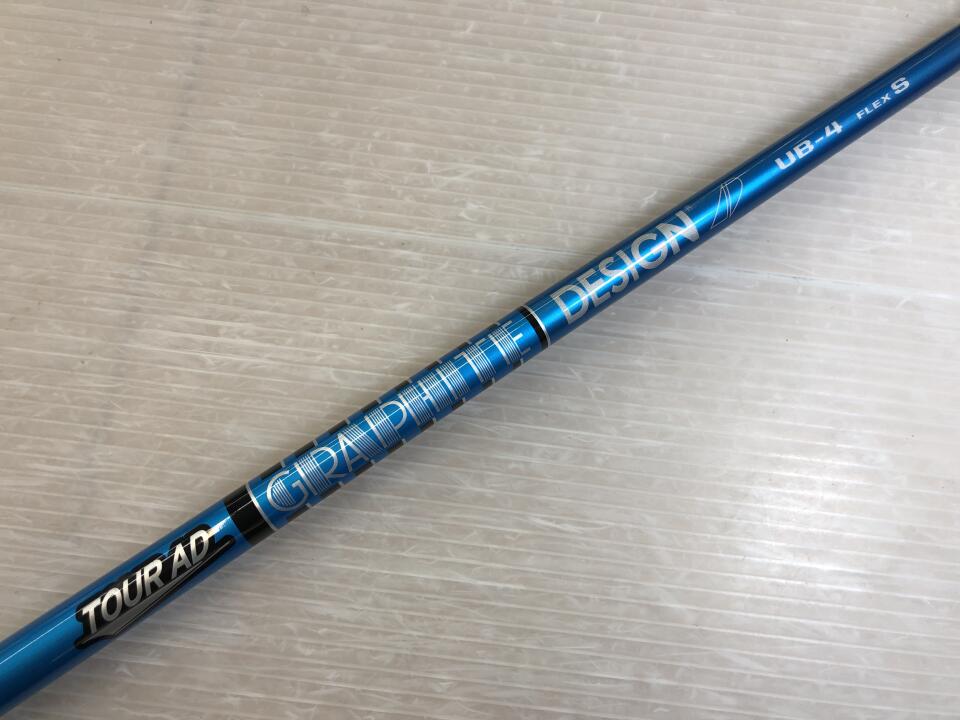 TOUR AD
GRAPHITE DESIGN
UB-4 FLEX S